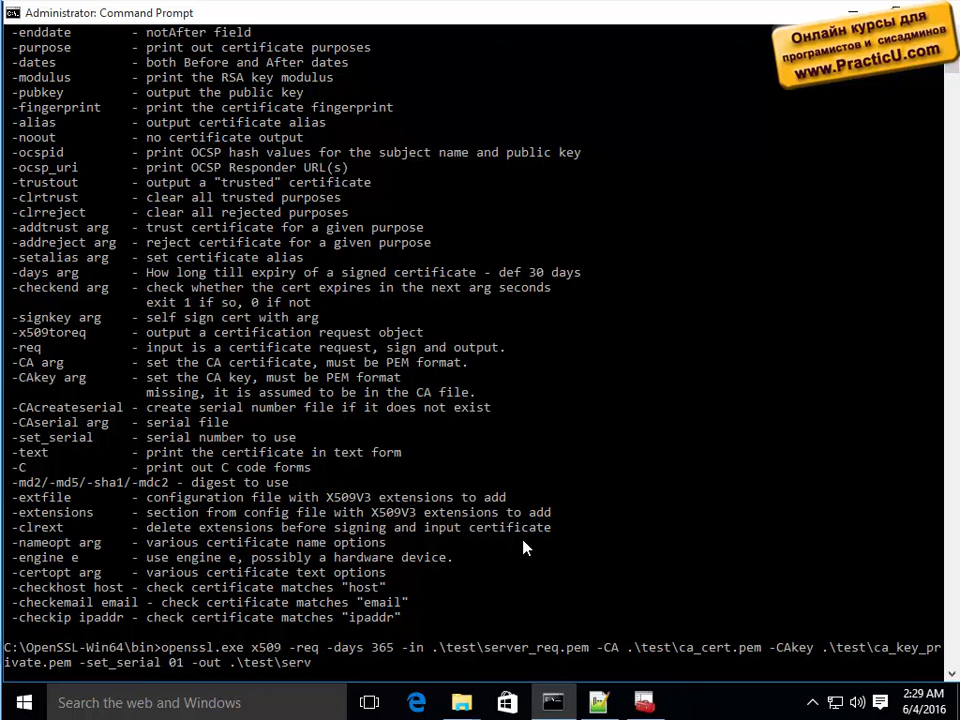 Administrator: Command Prompt
Онлайн курсы для
програмистов и сисадминов
www.PracticU.com
-enddate - notAfter field
-purpose - print out certificate purposes
-dates - both Before and After dates
-modulus - print the RSA key modulus
-pubkey - output the public key
-fingerprint - print the certificate fingerprint
-alias - output certificate alias
-noout - no certificate output
-ocspid - print OCSP hash values for the subject name and public key
-ocsp_uri - print OCSP Responder URL(s)
-trustout - output a "trusted" certificate
-clrtrust - clear all trusted purposes
-clrreject - clear all rejected purposes
-addtrust arg - trust certificate for a given purpose
-addreject arg - reject certificate for a given purpose
-setalias arg - set certificate alias
-days arg - How long till expiry of a signed certificate - def 30 days
-checkend arg - check whether the cert expires in the next arg seconds
exit 1 if so, 0 if not
-signkey arg - self sign cert with arg
-x509toreq - output a certification request object
-req - input is a certificate request, sign and output.
-CA arg - set the CA certificate, must be PEM format.
-CAkey arg - set the CA key, must be PEM format
missing, it is assumed to be in the CA file.
-CAcreateserial - create serial number file if it does not exist
-CAserial arg - serial file
-set_serial - serial number to use
-text - print the certificate in text form
-C - print out C code forms
-md2/-md5/-sha1/-mdc2 - digest to use
-extfile - configuration file with X509V3 extensions to add
-extensions - section from config file with X509V3 extensions to add
-clrext - delete extensions before signing and input certificate
-nameopt arg - various certificate name options
-engine e - use engine e, possibly a hardware device.
-certopt arg - various certificate text options
-checkhost host - check certificate matches "host"
-checkemail email - check certificate matches "email"
-checkip ipaddr - check certificate matches "ipaddr"
C:\OpenSSL-Win64\bin>openssl.exe x509 -req -days 365 -in .\test\server_req.pem -CA .\test\ca_cert.pem -CAkey .\test\ca_key_pr
ivate.pem -set_serial 01 -out .\test\serv
Search the web and Windows
2:29 AM
6/4/2016